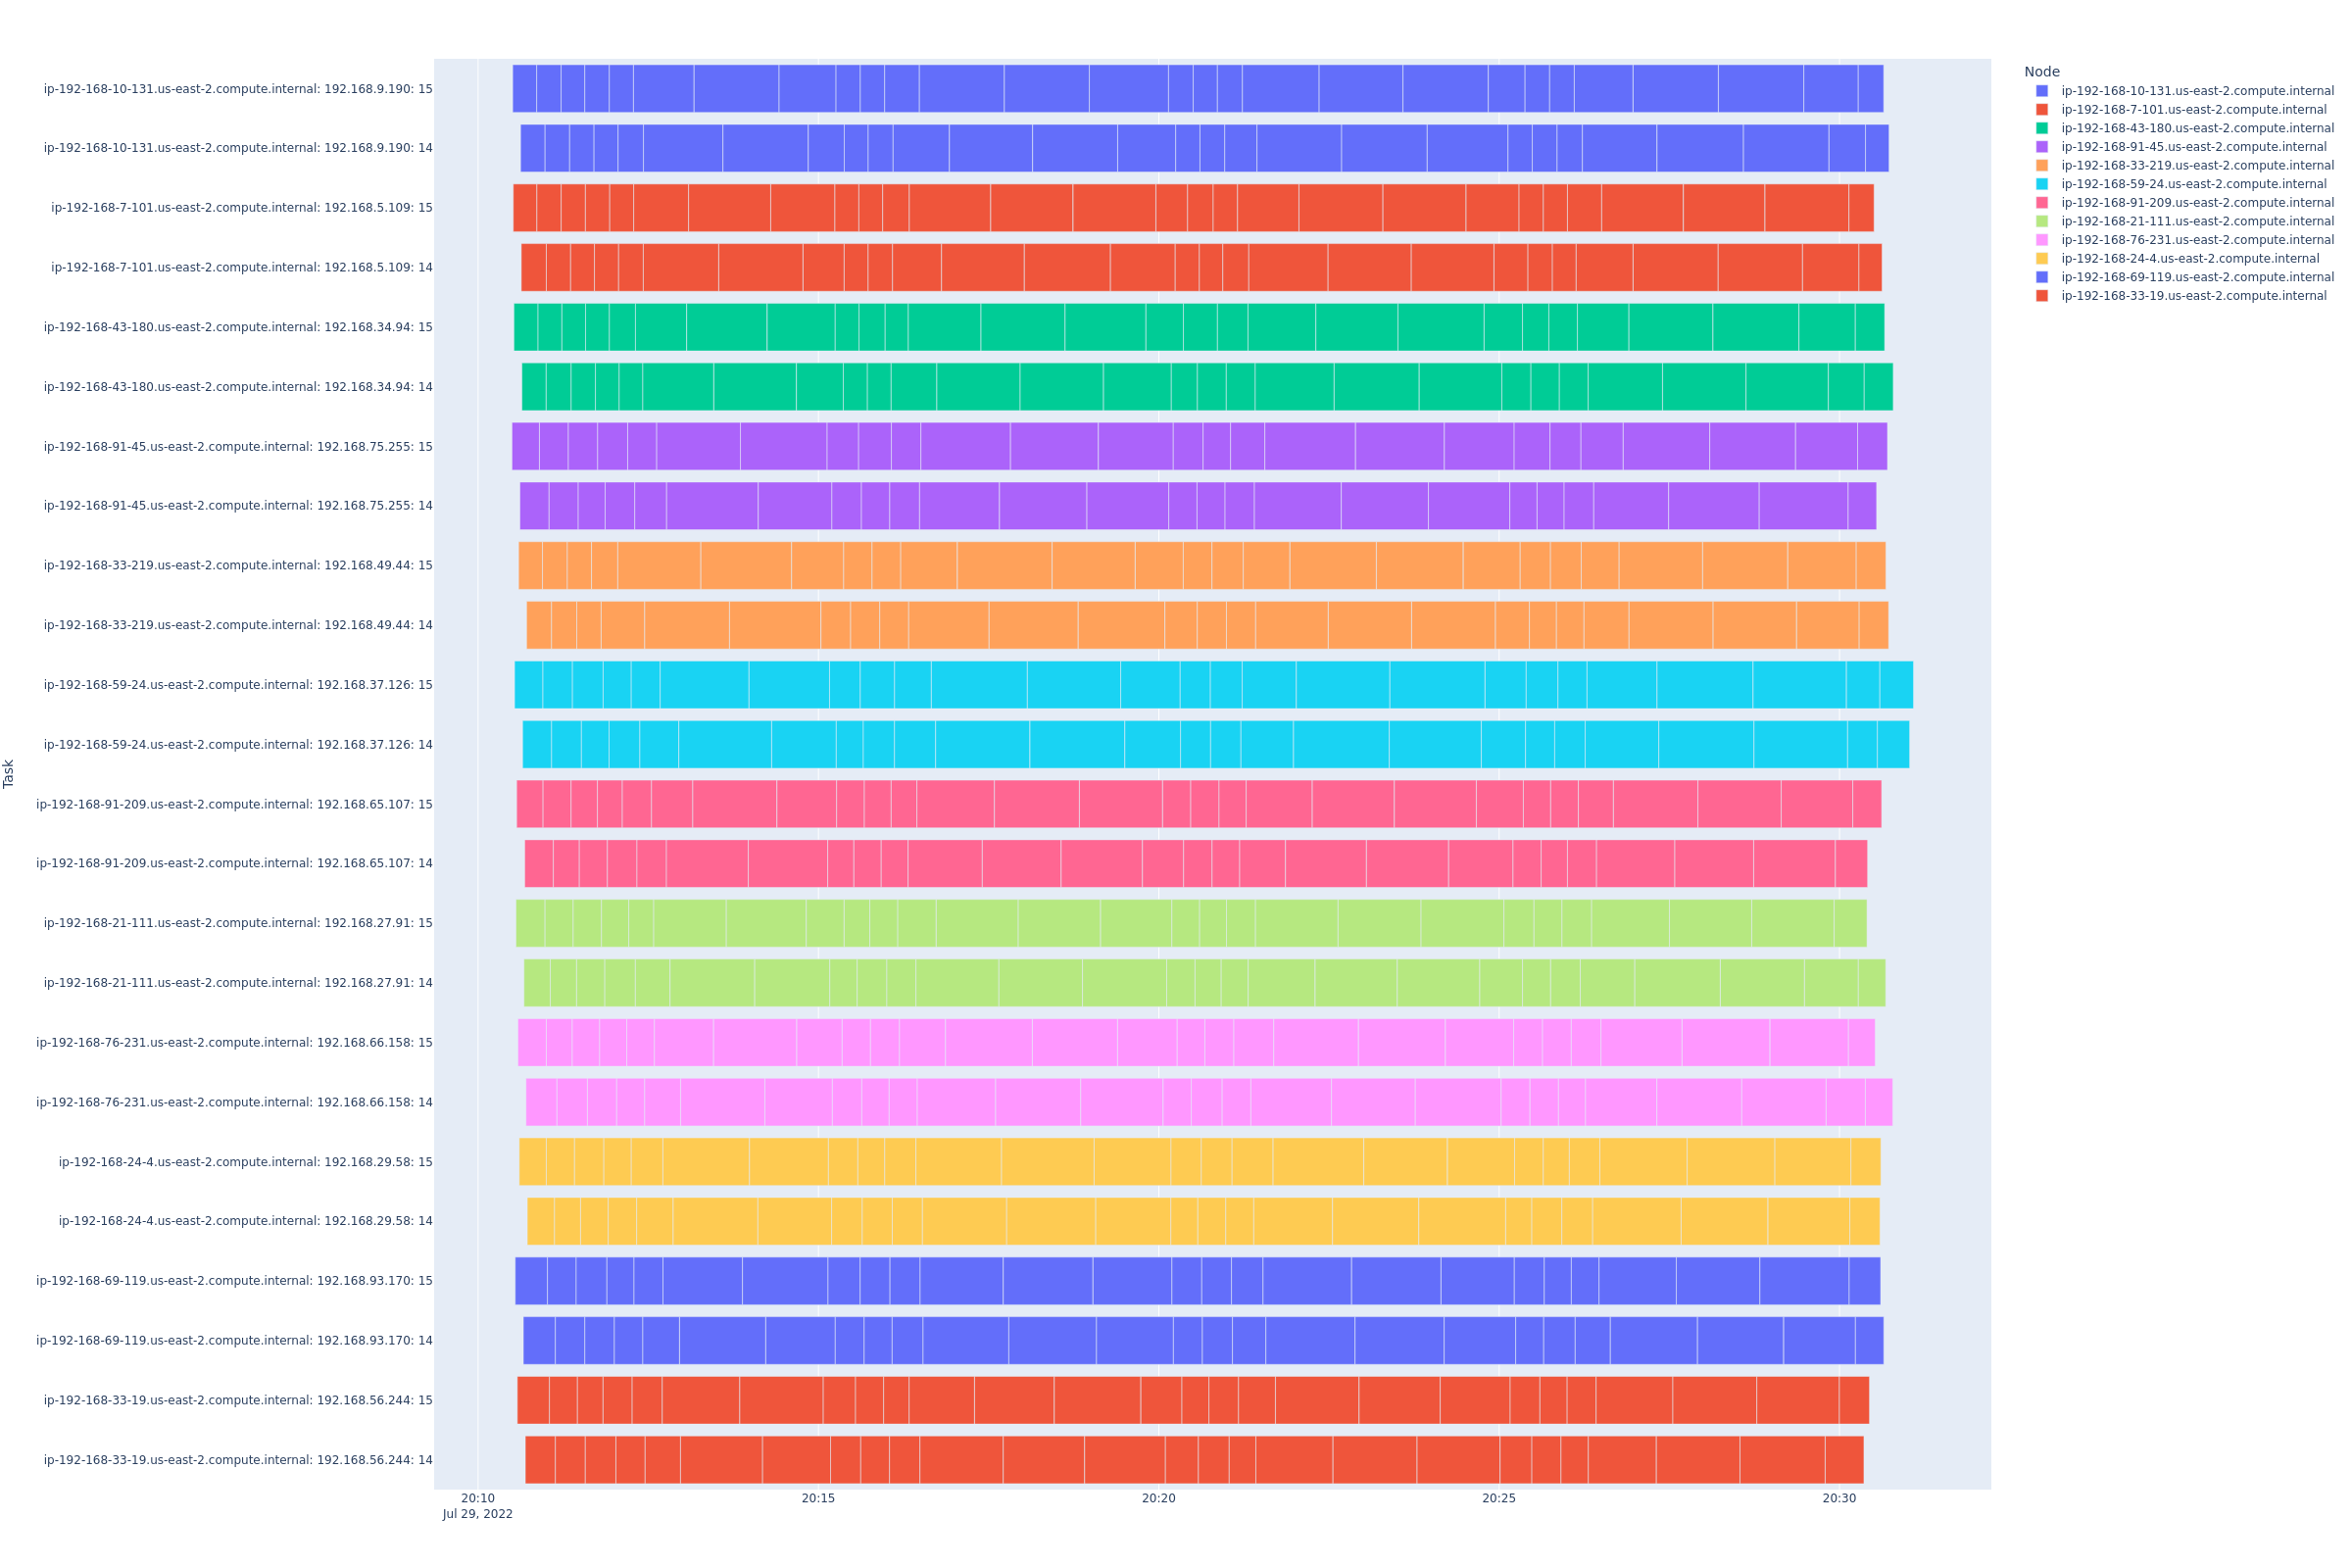 ip-192-168-10-131.us-east-2.compute.internal: 192.168.9.190: 15
ip-192-168-10-131.us-east-2.compute.internal: 192.168.9.190: 14
ip-192-168-7-101.us-east-2.compute.internal: 192.168.5.109: 15
ip-192-168-7-101.us-east-2.compute.internal: 192.168.5.109: 14
ip-192-168-43-180.us-east-2.compute.internal: 192.168.34.94: 15
ip-192-168-43-180.us-east-2.compute.internal: 192.168.34.94: 14
ip-192-168-91-45.us-east-2.compute.internal: 192.168.75.255: 15
ip-192-168-91-45.us-east-2.compute.internal: 192.168.75.255: 14
ip-192-168-33-219.us-east-2.compute.internal: 192.168.49.44: 15
ip-192-168-33-219.us-east-2.compute.internal: 192.168.49.44: 14
ip-192-168-59-24.us-east-2.compute.internal: 192.168.37.126: 15
ip-192-168-59-24.us-east-2.compute.internal: 192.168.37.126: 14
ip-192-168-91-209.us-east-2.compute.internal: 192.168.65.107: 15
ip-192-168-91-209.us-east-2.compute.internal: 192.168.65.107: 14
ip-192-168-21-111.us-east-2.compute.internal: 192.168.27.91: 15
ip-192-168-21-111.us-east-2.compute.internal: 192.168.27.91: 14
ip-192-168-76-231.us-east-2.compute.internal: 192.168.66.158: 15
ip-192-168-76-231.us-east-2.compute.internal: 192.168.66.158: 14
ip-192-168-24-4.us-east-2.compute.internal: 192.168.29.58: 15
ip-192-168-24-4.us-east-2.compute.internal: 192.168.29.58: 14
ip-192-168-69-119.us-east-2.compute.internal: 192.168.93.170: 15
ip-192-168-69-119.us-east-2.compute.internal: 192.168.93.170: 14
ip-192-168-33-19.us-east-2.compute.internal: 192.168.56.244: 15
ip-192-168-33-19.us-east-2.compute.internal: 192.168.56.244: 14
Task
20:10
Jul 29, 2022
20:15
20:20
20:25
20:30
Node
ip-192-168-10-131.us-east-2.compute.internal
ip-192-168-7-101.us-east-2.compute.internal
ip-192-168-43-180.us-east-2.compute.internal
ip-192-168-91-45.us-east-2.compute.internal
ip-192-168-33-219.us-east-2.compute.internal
ip-192-168-59-24.us-east-2.compute.internal
ip-192-168-91-209.us-east-2.compute.internal
ip-192-168-21-111.us-east-2.compute.internal
ip-192-168-76-231.us-east-2.compute.internal
ip-192-168-24-4.us-east-2.compute.internal
ip-192-168-69-119.us-east-2.compute.internal
ip-192-168-33-19.us-east-2.compute.internal